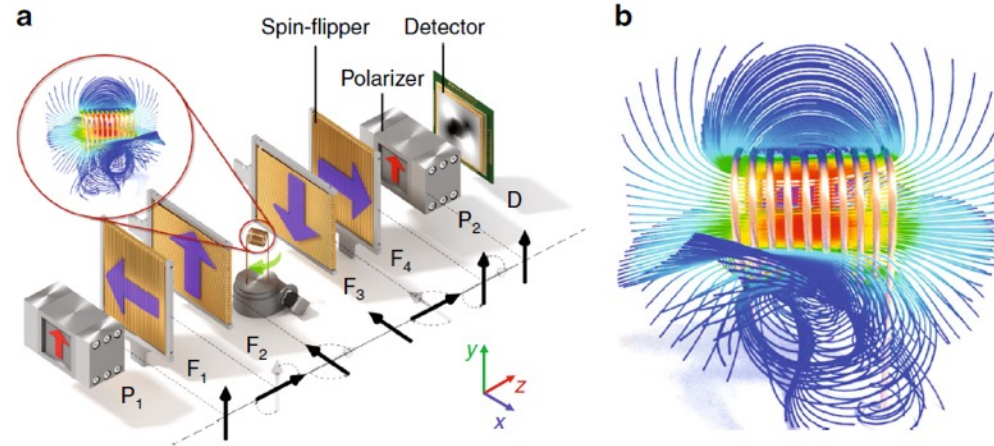 a
b
Spin-flipper
Detector
Polarizer
D
P2
F4
F3
F2
F1
P1
y
z
x